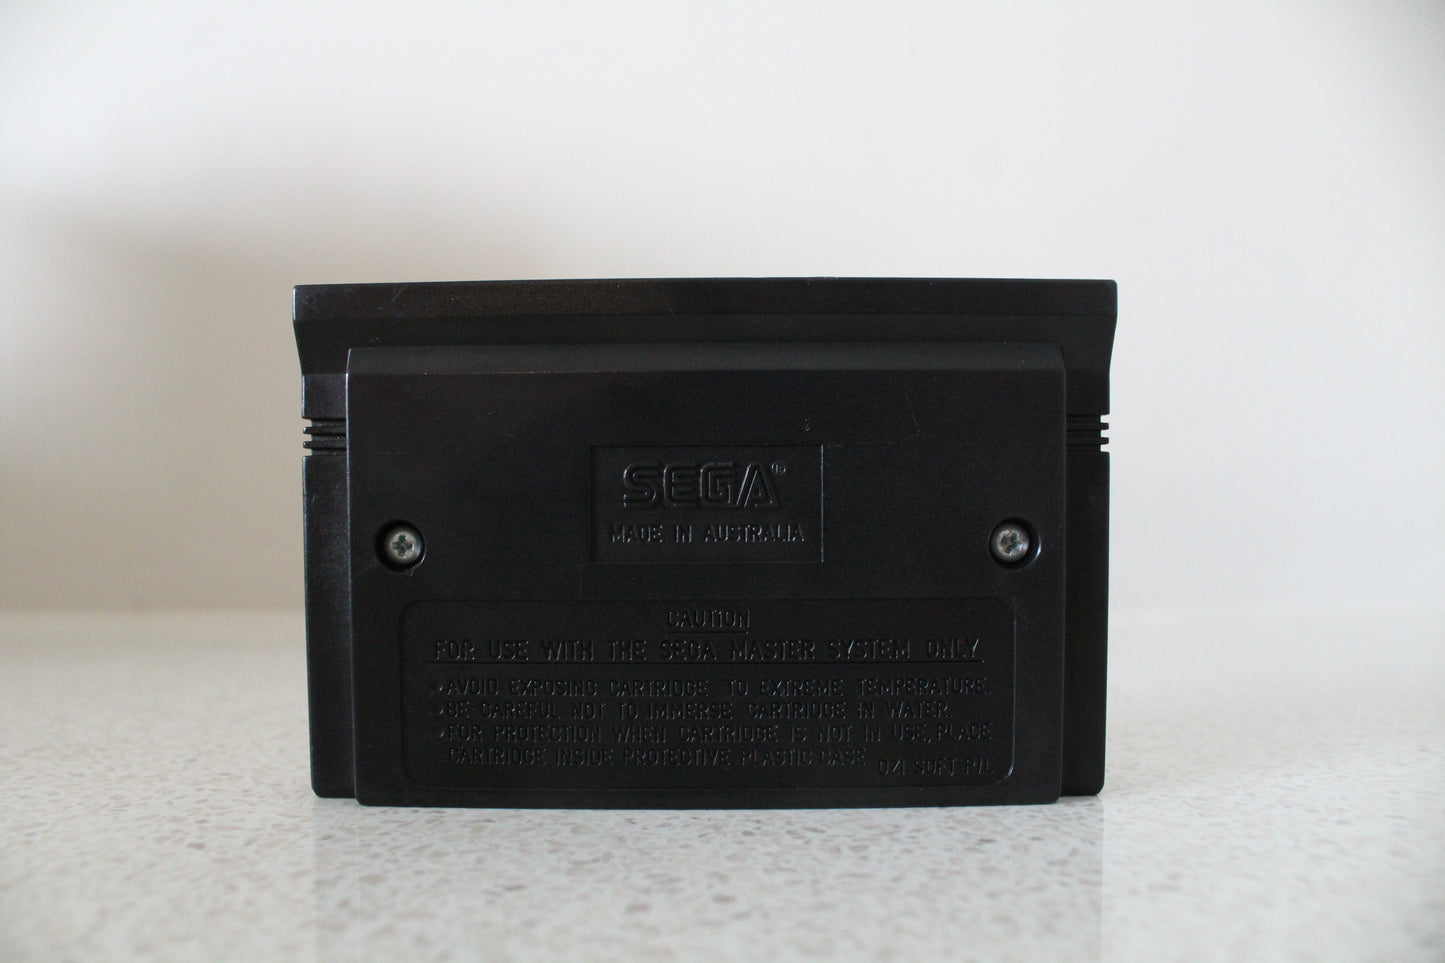 SEGA®
MADE IN AUSTRALIA
CAUTION
FOR USE WITH THE SEGA MASTER SYSTEM ONLY
• AVOID EXPOSING CARTRIDGE TO EXTREME TEMPERATURE.
• BE CAREFUL NOT TO IMMERSE CARTRIDGE IN WATER.
• FOR PROTECTION WHEN CARTRIDGE IS NOT IN USE, PLACE
CARTRIDGE INSIDE PROTECTIVE PLASTIC CASE.
OZI SOFT P/L